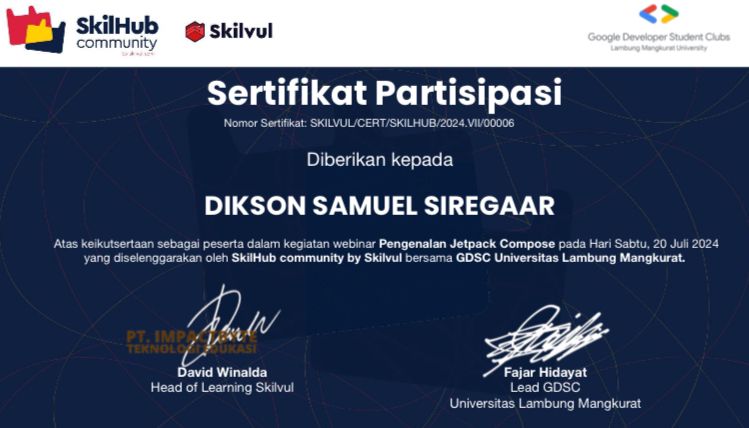 SkilHub
community
by skilvul.com
Skilvul
Google Developer Student Clubs
Lambung Mangkurat University
Sertifikat Partisipasi
Nomor Sertifikat: SKILVUL/CERT/SKILHUB/2024.VII/00006
Diberikan kepada
DIKSON SAMUEL SIREGAAR
Atas keikutsertaan sebagai peserta dalam kegiatan webinar Pengenalan Jetpack Compose pada Hari Sabtu, 20 Juli 2024
yang diselenggarakan oleh SkilHub community by Skilvul bersama GDSC Universitas Lambung Mangkurat.
PT. IMPACTBYTE
TEKNOLOGI EDUKASI
David Winalda
Head of Learning Skilvul
Fajar Hidayat
Lead GDSC
Universitas Lambung Mangkurat